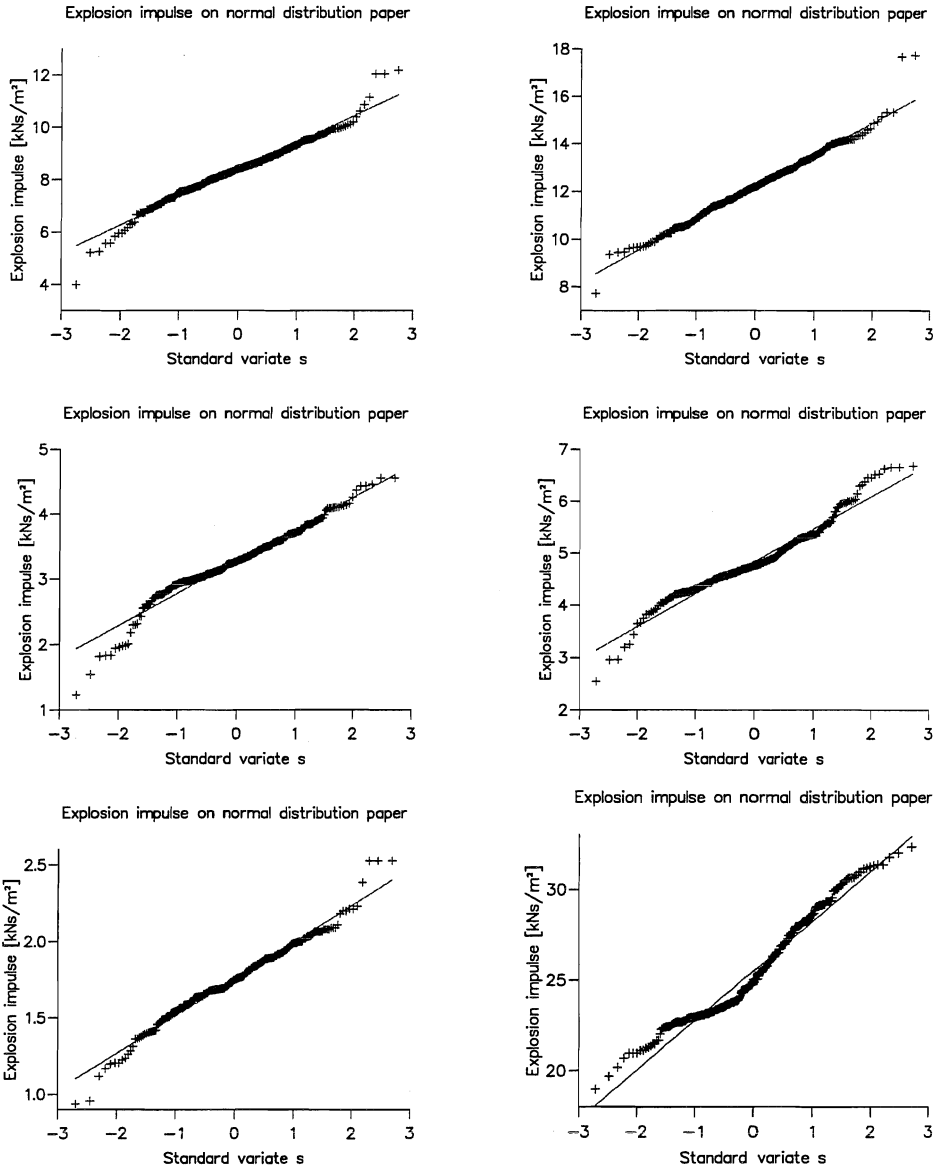 Explosion impulse on normal distribution paper
Explosion impulse [kNs/m²]
12
10
8
6
4
−3 −2 −1 0 1 2 3
Standard variate s
Explosion impulse on normal distribution paper
Explosion impulse [kNs/m²]
18
16
14
12
10
8
−3 −2 −1 0 1 2 3
Standard variate s
Explosion impulse on normal distribution paper
Explosion impulse [kNs/m²]
5
4
3
2
1
−3 −2 −1 0 1 2 3
Standard variate s
Explosion impulse on normal distribution paper
Explosion impulse [kNs/m²]
7
6
5
4
3
2
−3 −2 −1 0 1 2 3
Standard variate s
Explosion impulse on normal distribution paper
Explosion impulse [kNs/m²]
2.5
2.0
1.5
1.0
−3 −2 −1 0 1 2 3
Standard variate s
Explosion impulse on normal distribution paper
Explosion impulse [kNs/m²]
30
25
20
−3 −2 −1 0 1 2 3
Standard variate s